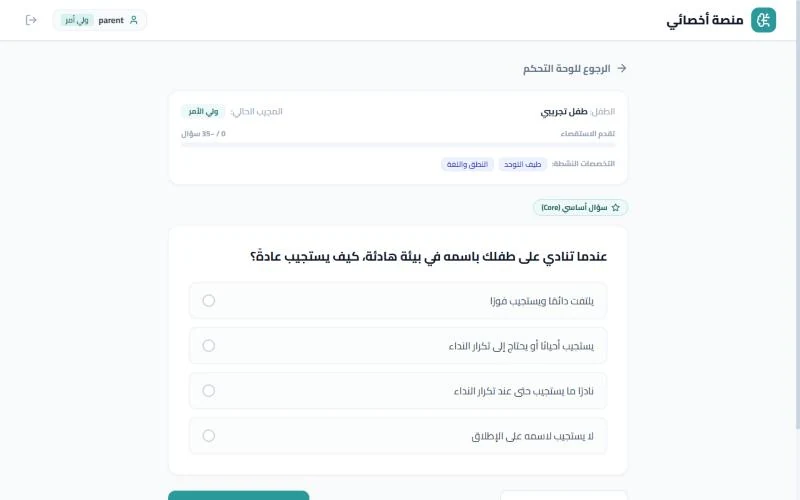 منصة أخصائي
parent ولي أمر
الرجوع للوحة التحكم
الطفل: طفل تجريبي
المجيب الحالي: ولي الأمر
تقدم الاستقصاء
0 / ~35 سؤال
التخصصات النشطة: طيف التوحد النطق واللغة
سؤال أساسي (Core)
عندما تنادي على طفلك باسمه في بيئة هادئة، كيف يستجيب عادةً؟
يلتفت دائمًا ويستجيب فورًا
يستجيب أحيانًا أو يحتاج إلى تكرار النداء
نادرًا ما يستجيب حتى عند تكرار النداء
لا يستجيب لاسمه على الإطلاق